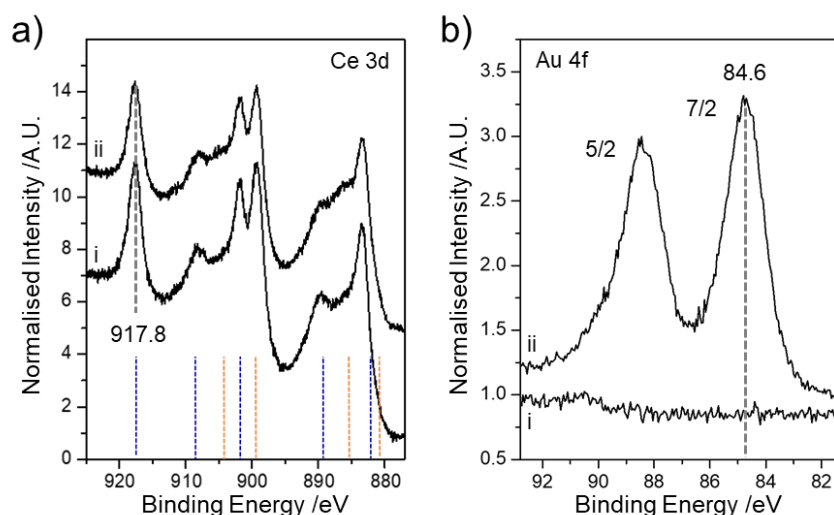 a)
Ce 3d
Normalised Intensity /A.U.
14
12
10
8
6
4
2
0
ii
i
917.8
920
910
900
890
880
Binding Energy /eV
b)
Au 4f
84.6
7/2
5/2
Normalised Intensity /A.U.
3.5
3.0
2.5
2.0
1.5
1.0
0.5
ii
i
92
90
88
86
84
82
Binding Energy /eV